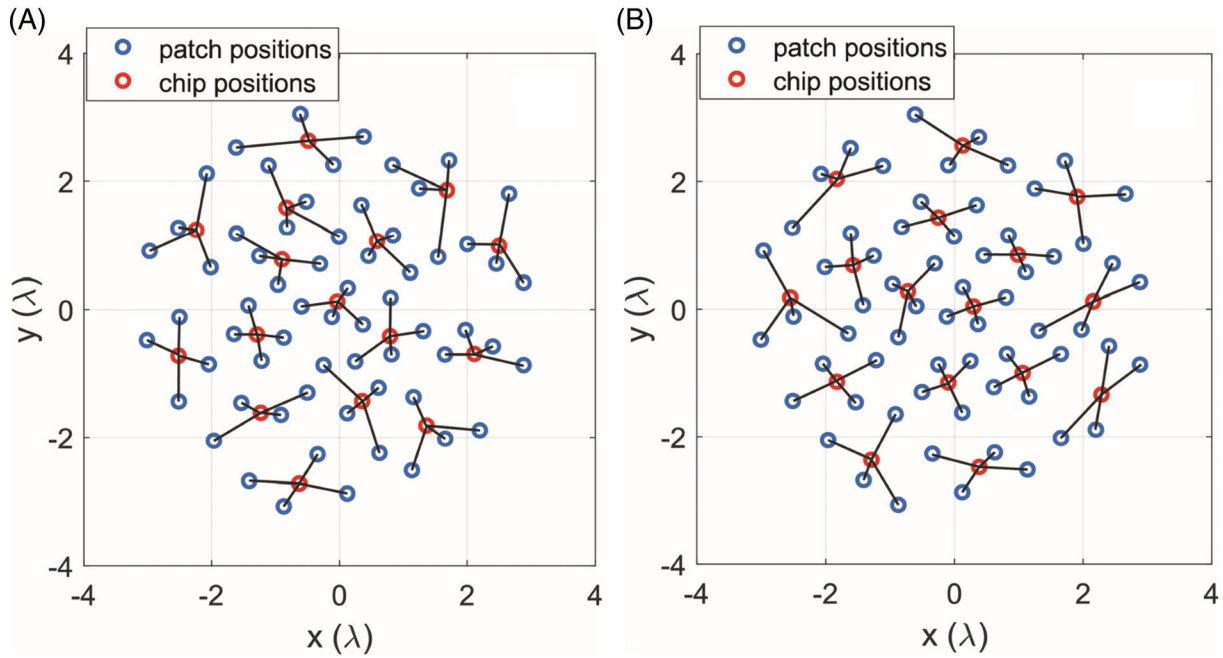 (A)
patch positions
chip positions
4
2
0
-2
-4
-4
-2
0
2
4
y (λ)
x (λ)
(B)
patch positions
chip positions
4
2
0
-2
-4
-4
-2
0
2
4
y (λ)
x (λ)